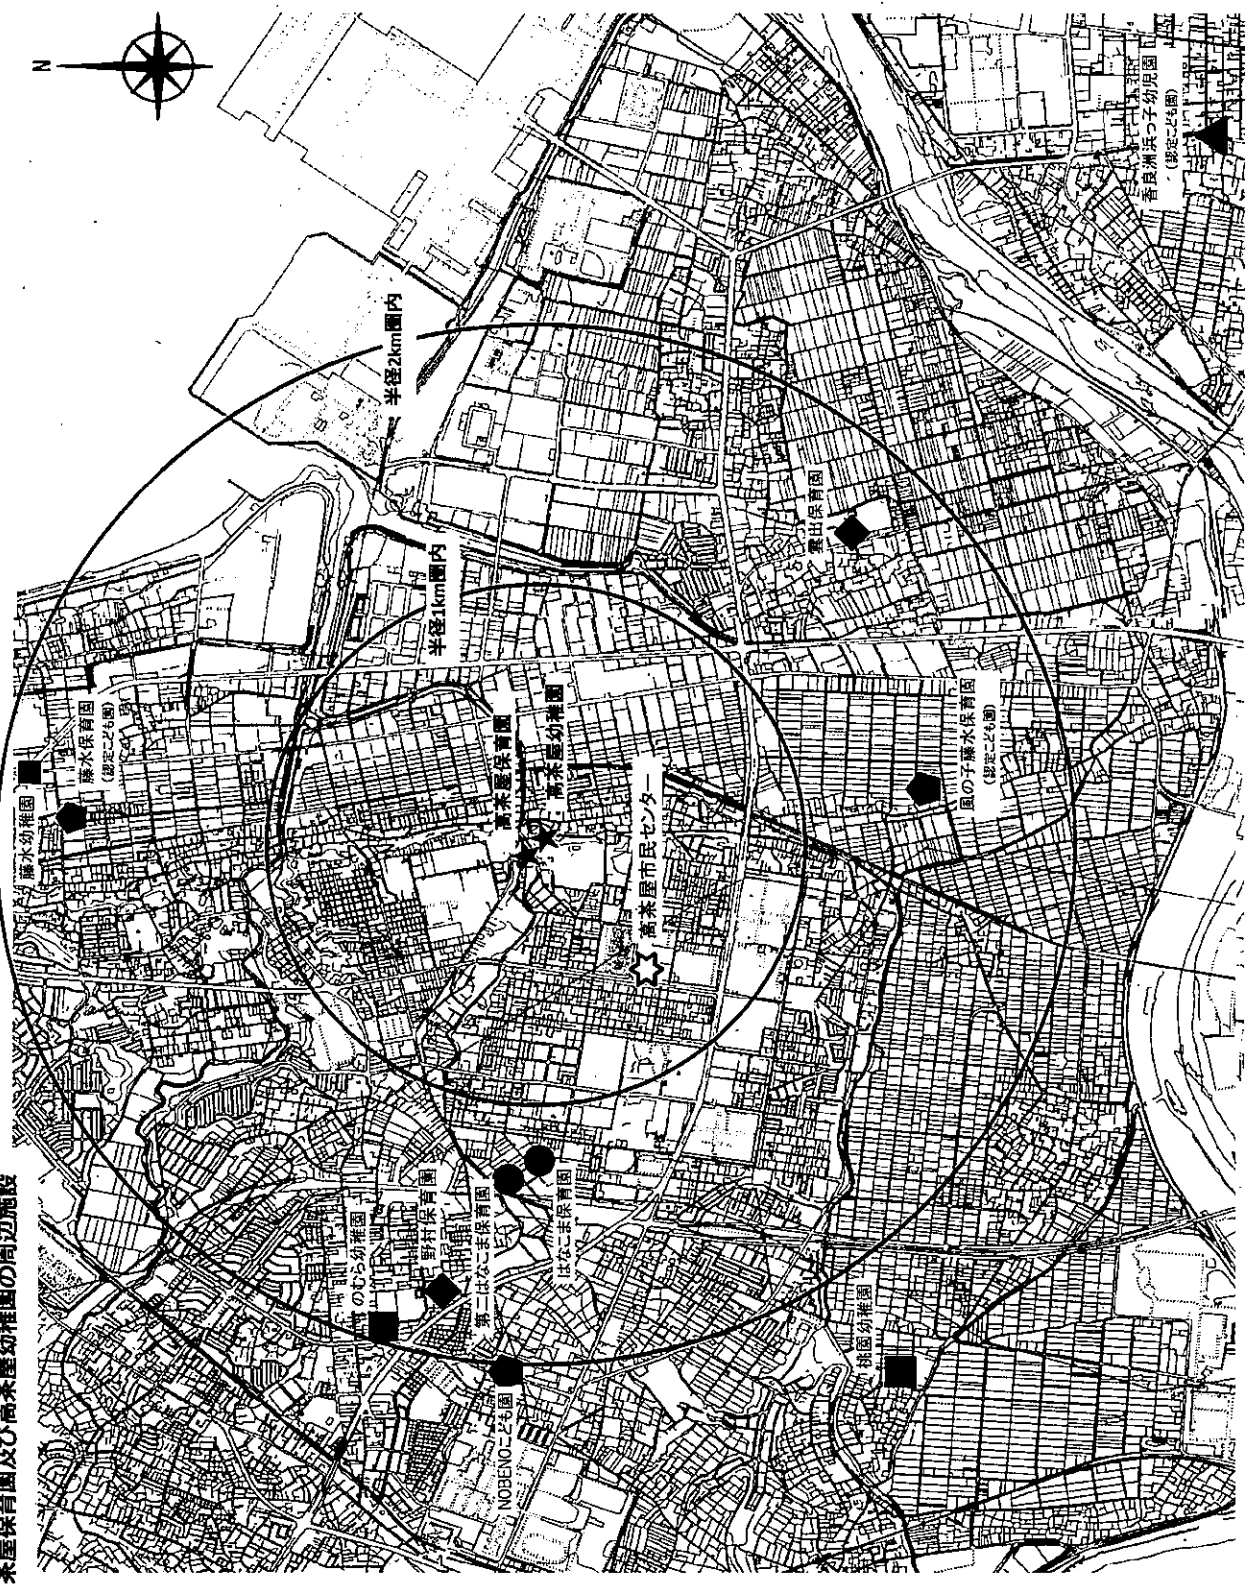 茶屋保育園及び高茶屋幼稚園の周辺施設
N
藤水幼稚園
藤水保育園
(認定こども園)
半径2km圏内
半径1km圏内
高茶屋保育園
高茶屋幼稚園
高茶屋市民センター
のむら幼稚園
野村保育園
第二はなこま保育園
はなこま保育園
NOBENOこども園
雲出保育園
風の子藤水保育園
(認定こども園)
桃園幼稚園
香良洲浜っ子幼児園
(認定こども園)